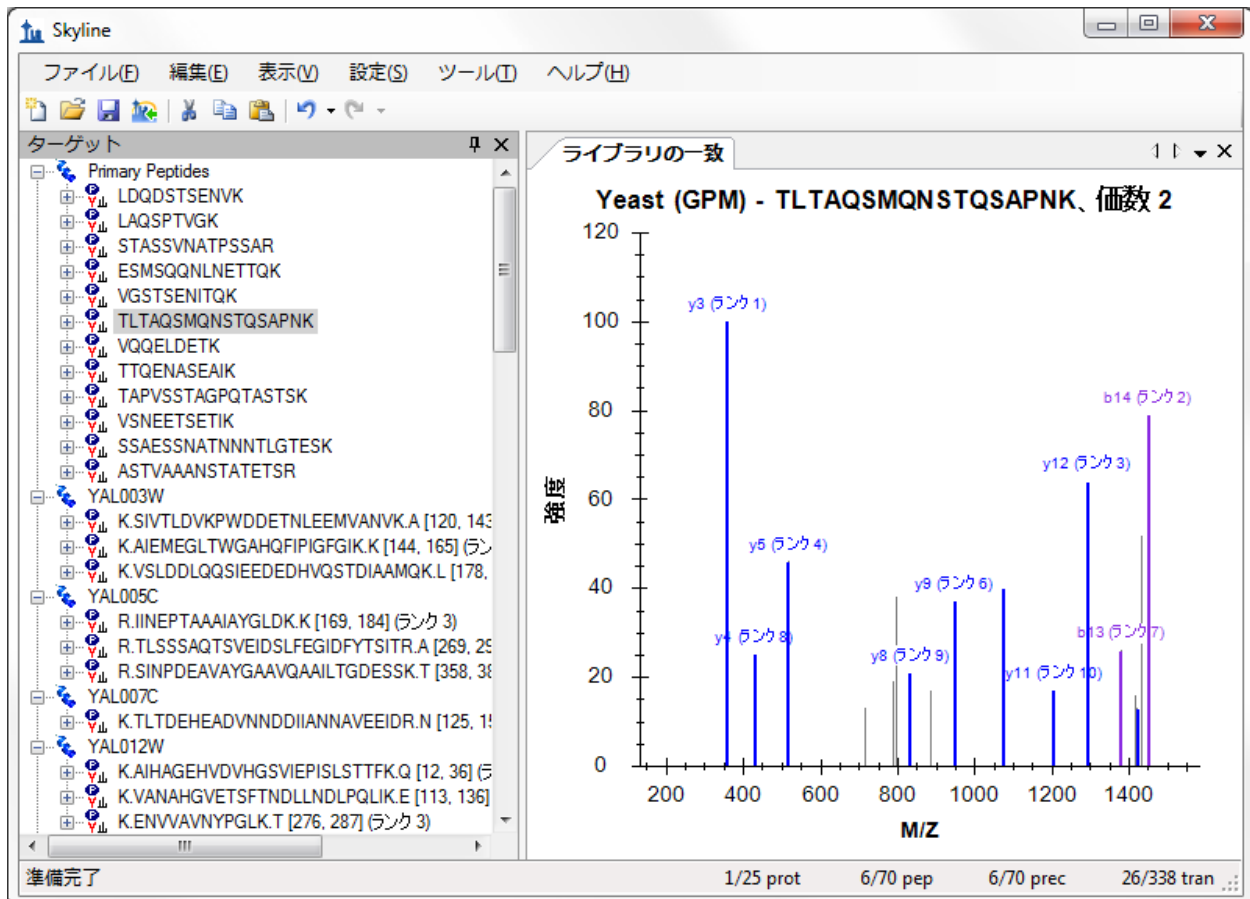 Skyline
ファイル(F) 編集(E) 表示(V) 設定(S) ツール(T) ヘルプ(H)
ターゲット
Primary Peptides
LDQDSTSENVK
LAQSPTVGK
STASSVNATPSSAR
ESMSQQNLNETTQK
VGSTSENITQK
TLTAQSMQNSTQSAPNK
VQQELDETK
TTQENASEAIK
TAPVSSTAGPQTASTSK
VSNEETSETIK
SSAESSNATNNNTLGTESK
ASTVAAANSTATETSR
YAL003W
K.SIVTLDVKPWDDETNLEEMVANVK.A [120, 143
K.AIEMEGLTWGAHQFIPIGFGIK.K [144, 165] (ラン
K.VSLDDLQQSIEEDEDHVQSTDIAAMQK.L [178,
YAL005C
R.IINEPTAAAIAYGLDK.K [169, 184] (ランク 3)
R.TLSSSAQTSVEIDSLFEGIDFYTSITR.A [269, 29
R.SINPDEAVAYGAAVQAAILTGDESSK.T [358, 38
YAL007C
K.TLTDEHEADVNNDDIIANNAVEEIDR.N [125, 1
YAL012W
K.AIHAGEHVDVHGSVIEPISLSTTFK.Q [12, 36] (
K.VANAHGVETSFTNDLLNDLPQLIK.E [113, 136]
K.ENVVAVNYPGLK.T [276, 287] (ランク 3)
ライブラリの一致
Yeast (GPM) - TLTAQSMQNSTQSAPNK、価数 2
強度
120
100
80
60
40
20
0
y3 (ランク 1)
b14 (ランク 2)
y12 (ランク 3)
y5 (ランク 4)
y9 (ランク 6)
y4 (ランク 8)
b13 (ランク 7)
y8 (ランク 9)
y11 (ランク 10)
200 400 600 800 1000 1200 1400
M/Z
準備完了 1/25 prot 6/70 pep 6/70 prec 26/338 tran